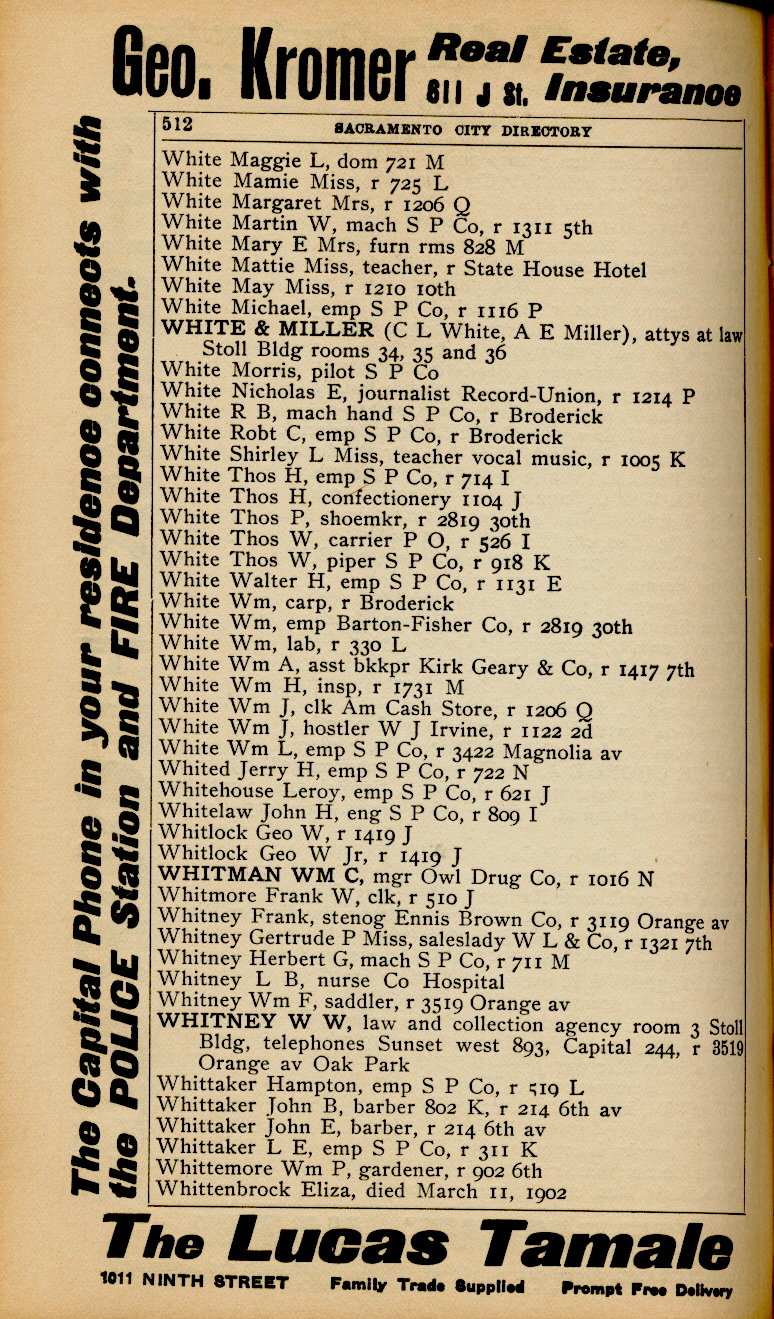 Geo. Kromer Real Estate,
611 J St. Insurance
The Capital Phone in your residence connects with
the POLICE Station and FIRE Department.
512 SACRAMENTO CITY DIRECTORY
White Maggie L, dom 721 M
White Mamie Miss, r 725 L
White Margaret Mrs, r 1206 Q
White Martin W, mach S P Co, r 1311 5th
White Mary E Mrs, furn rms 828 M
White Mattie Miss, teacher, r State House Hotel
White May Miss, r 1210 10th
White Michael, emp S P Co, r 1116 P
WHITE & MILLER (C L White, A E Miller), attys at law
Stoll Bldg rooms 34, 35 and 36
White Morris, pilot S P Co
White Nicholas E, journalist Record-Union, r 1214 P
White R B, mach hand S P Co, r Broderick
White Robt C, emp S P Co, r Broderick
White Shirley L Miss, teacher vocal music, r 1005 K
White Thos H, emp S P Co, r 714 I
White Thos H, confectionery 1104 J
White Thos P, shoemkr, r 2819 30th
White Thos W, carrier P O, r 526 I
White Thos W, piper S P Co, r 918 K
White Walter H, emp S P Co, r 1131 E
White Wm, carp, r Broderick
White Wm, emp Barton-Fisher Co, r 2819 30th
White Wm, lab, r 330 L
White Wm A, asst bkkpr Kirk Geary & Co, r 1417 7th
White Wm H, insp, r 1731 M
White Wm J, clk Am Cash Store, r 1206 Q
White Wm J, hostler W J Irvine, r 1122 2d
White Wm L, emp S P Co, r 3422 Magnolia av
Whited Jerry H, emp S P Co, r 722 N
Whitehouse Leroy, emp S P Co, r 621 J
Whitelaw John H, eng S P Co, r 809 I
Whitlock Geo W, r 1419 J
Whitlock Geo W Jr, r 1419 J
WHITMAN WM C, mgr Owl Drug Co, r 1016 N
Whitmore Frank W, clk, r 510 J
Whitney Frank, stenog Ennis Brown Co, r 3119 Orange av
Whitney Gertrude P Miss, saleslady W L & Co, r 1321 7th
Whitney Herbert G, mach S P Co, r 711 M
Whitney L B, nurse Co Hospital
Whitney Wm F, saddler, r 3519 Orange av
WHITNEY W W, law and collection agency room 3 Stoll
Bldg, telephones Sunset west 893, Capital 244, r 3519
Orange av Oak Park
Whittaker Hampton, emp S P Co, r 519 L
Whittaker John B, barber 802 K, r 214 6th av
Whittaker John E, barber, r 214 6th av
Whittaker L E, emp S P Co, r 311 K
Whittemore Wm P, gardener, r 902 6th
Whittenbrock Eliza, died March 11, 1902
The Lucas Tamale
1011 NINTH STREET Family Trade Supplied Prompt Free Delivery